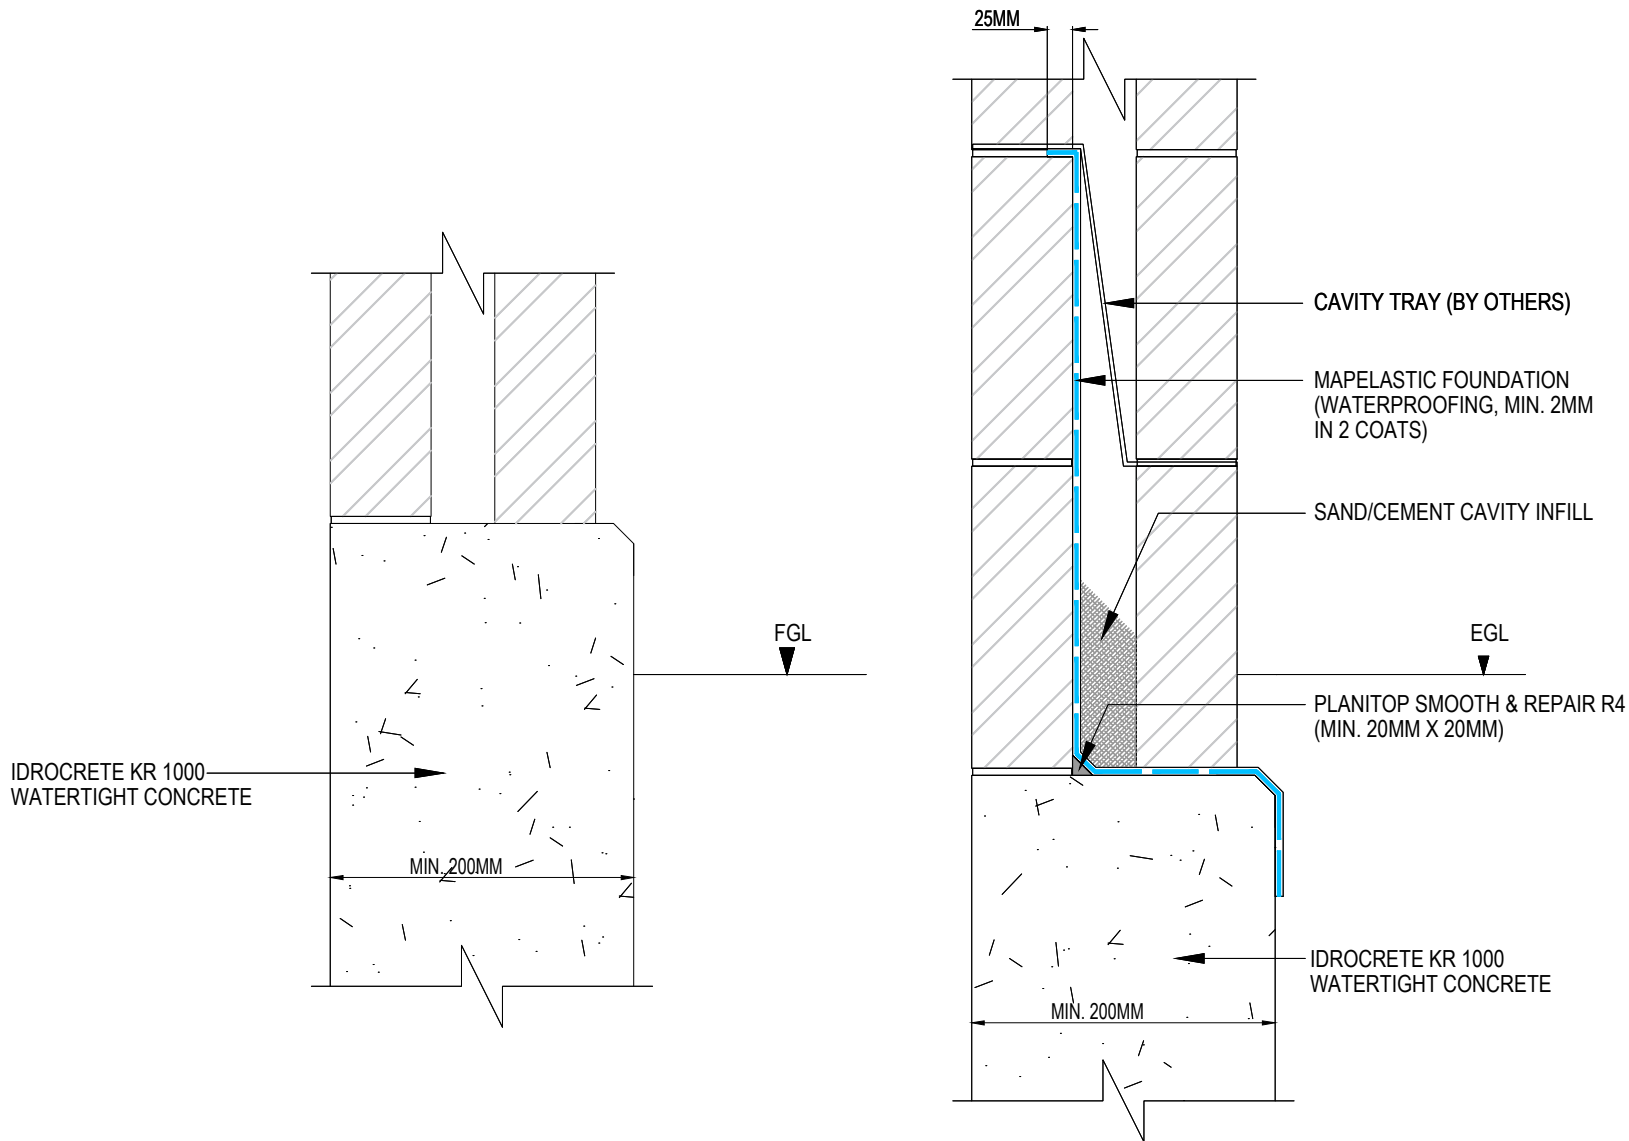 25MM
CAVITY TRAY (BY OTHERS)
MAPELASTIC FOUNDATION
(WATERPROOFING, MIN. 2MM
IN 2 COATS)
SAND/CEMENT CAVITY INFILL
FGL
EGL
PLANITOP SMOOTH & REPAIR R4
(MIN. 20MM X 20MM)
IDROCRETE KR 1000
WATERTIGHT CONCRETE
MIN. 200MM
IDROCRETE KR 1000
WATERTIGHT CONCRETE
MIN. 200MM